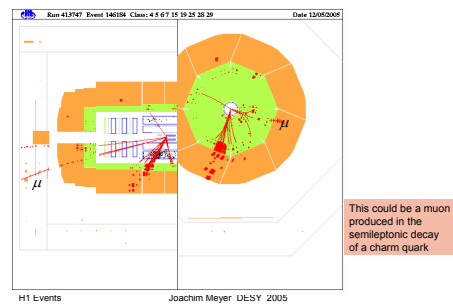 Run 413747 Event 146184 Class: 4 5 6 7 15 19 25 28 29 Date 12/05/2005
μ
μ
This could be a muon
produced in the
semileptonic decay
of a charm quark
H1 Events Joachim Meyer DESY 2005